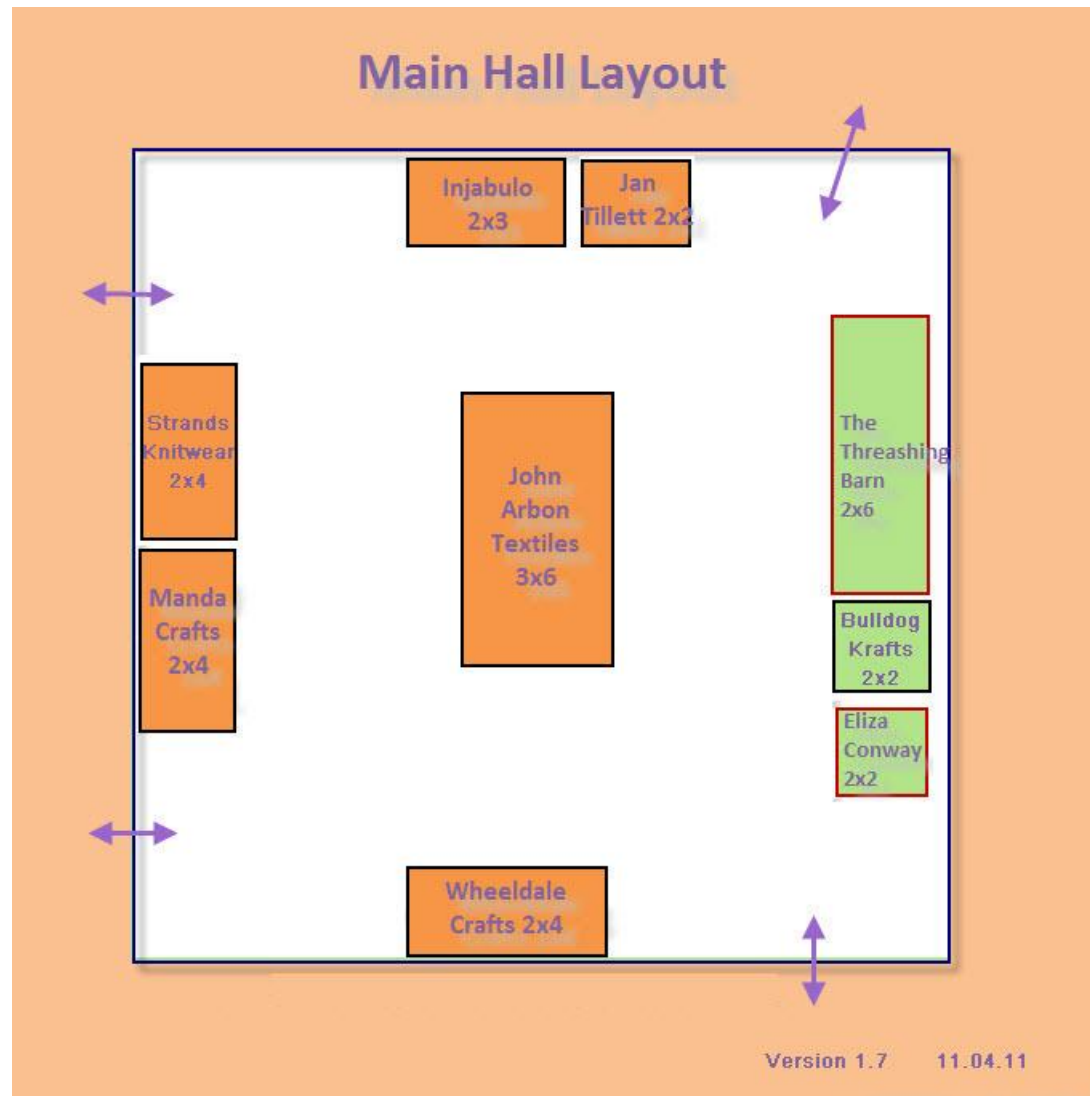 Main Hall Layout
Injabulo
2x3
Jan
Tillett 2x2
Strands
Knitwear
2x4
The
Threashing
Barn
2x6
John
Arbon
Textiles
3x6
Manda
Crafts
2x4
Bulldog
Krafts
2x2
Eliza
Conway
2x2
Wheeldale
Crafts 2x4
Version 1.7 11.04.11